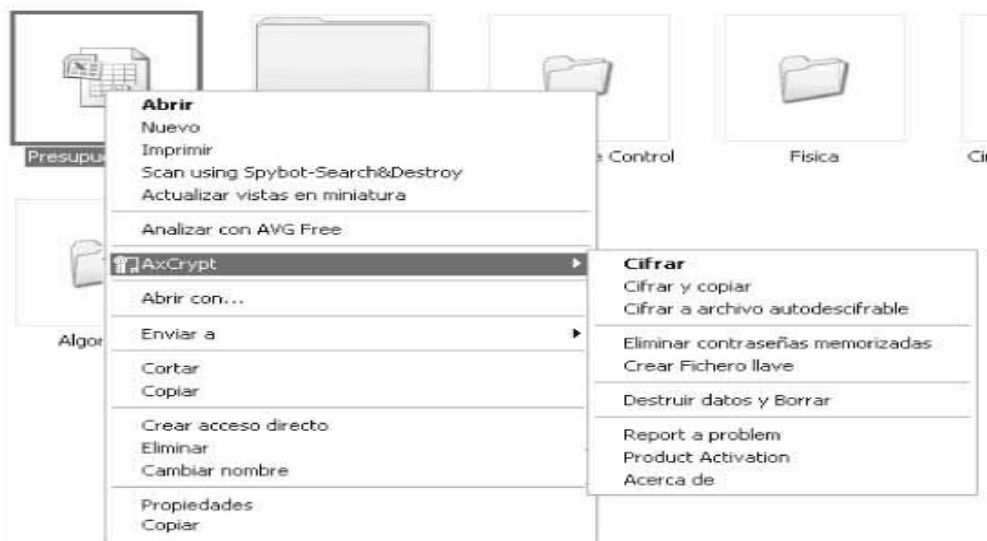 Abrir
Nuevo
Imprimir
Scan using Spybot-Search&Destroy
Actualizar vistas en miniatura
Analizar con AVG Free
AxCrypt
Abrir con...
Enviar a
Cortar
Copiar
Crear acceso directo
Eliminar
Cambiar nombre
Propiedades
Copiar
Cifrar
Cifrar y copiar
Cifrar a archivo autodescifrable
Eliminar contraseñas memorizadas
Crear Fichero llave
Destruir datos y Borrar
Report a problem
Product Activation
Acerca de
Control
Fisica